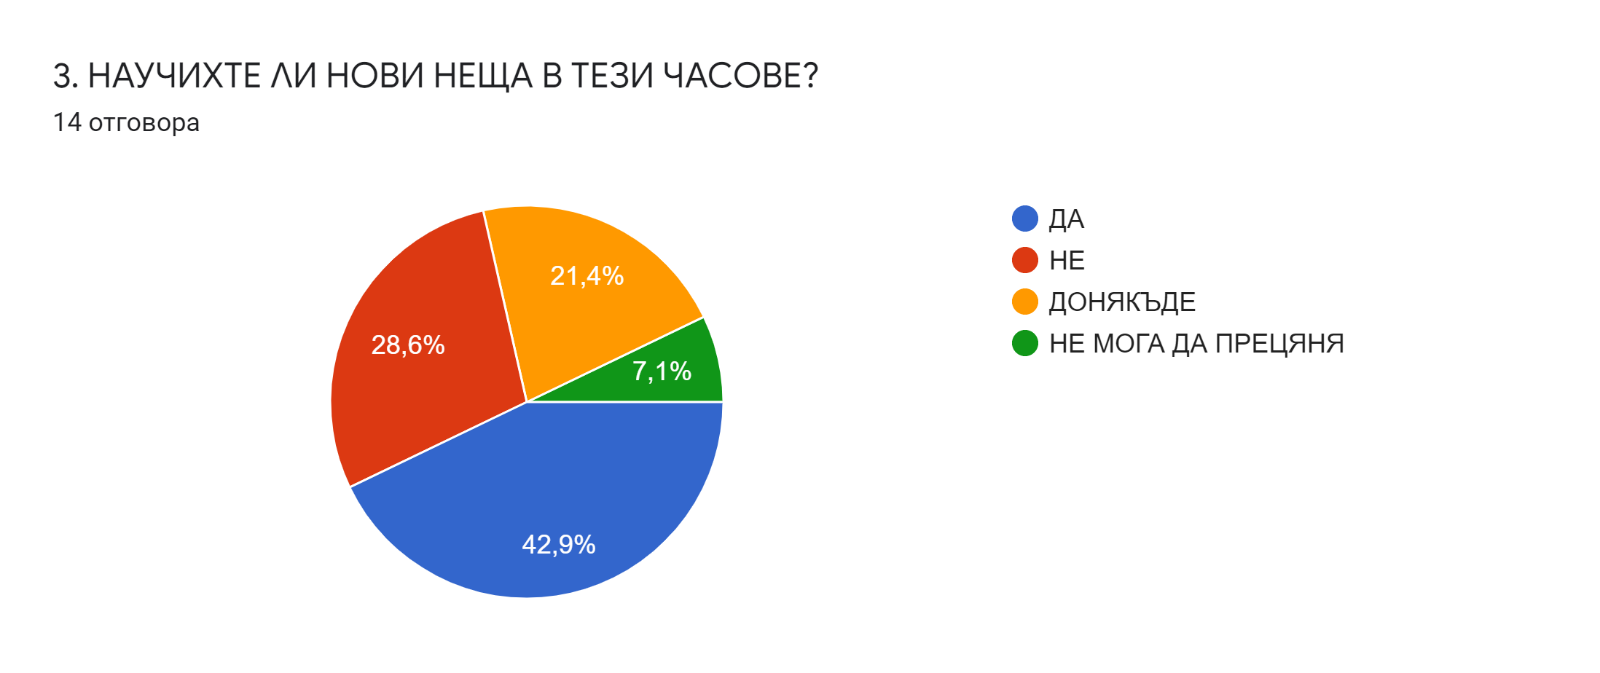 3. НАУЧИХТЕ ЛИ НОВИ НЕЩА В ТЕЗИ ЧАСОВЕ?
14 отговора
21,4%
28,6%
7,1%
42,9%
ДА
НЕ
ДОНЯКЪДЕ
НЕ МОГА ДА ПРЕЦЯНЯ